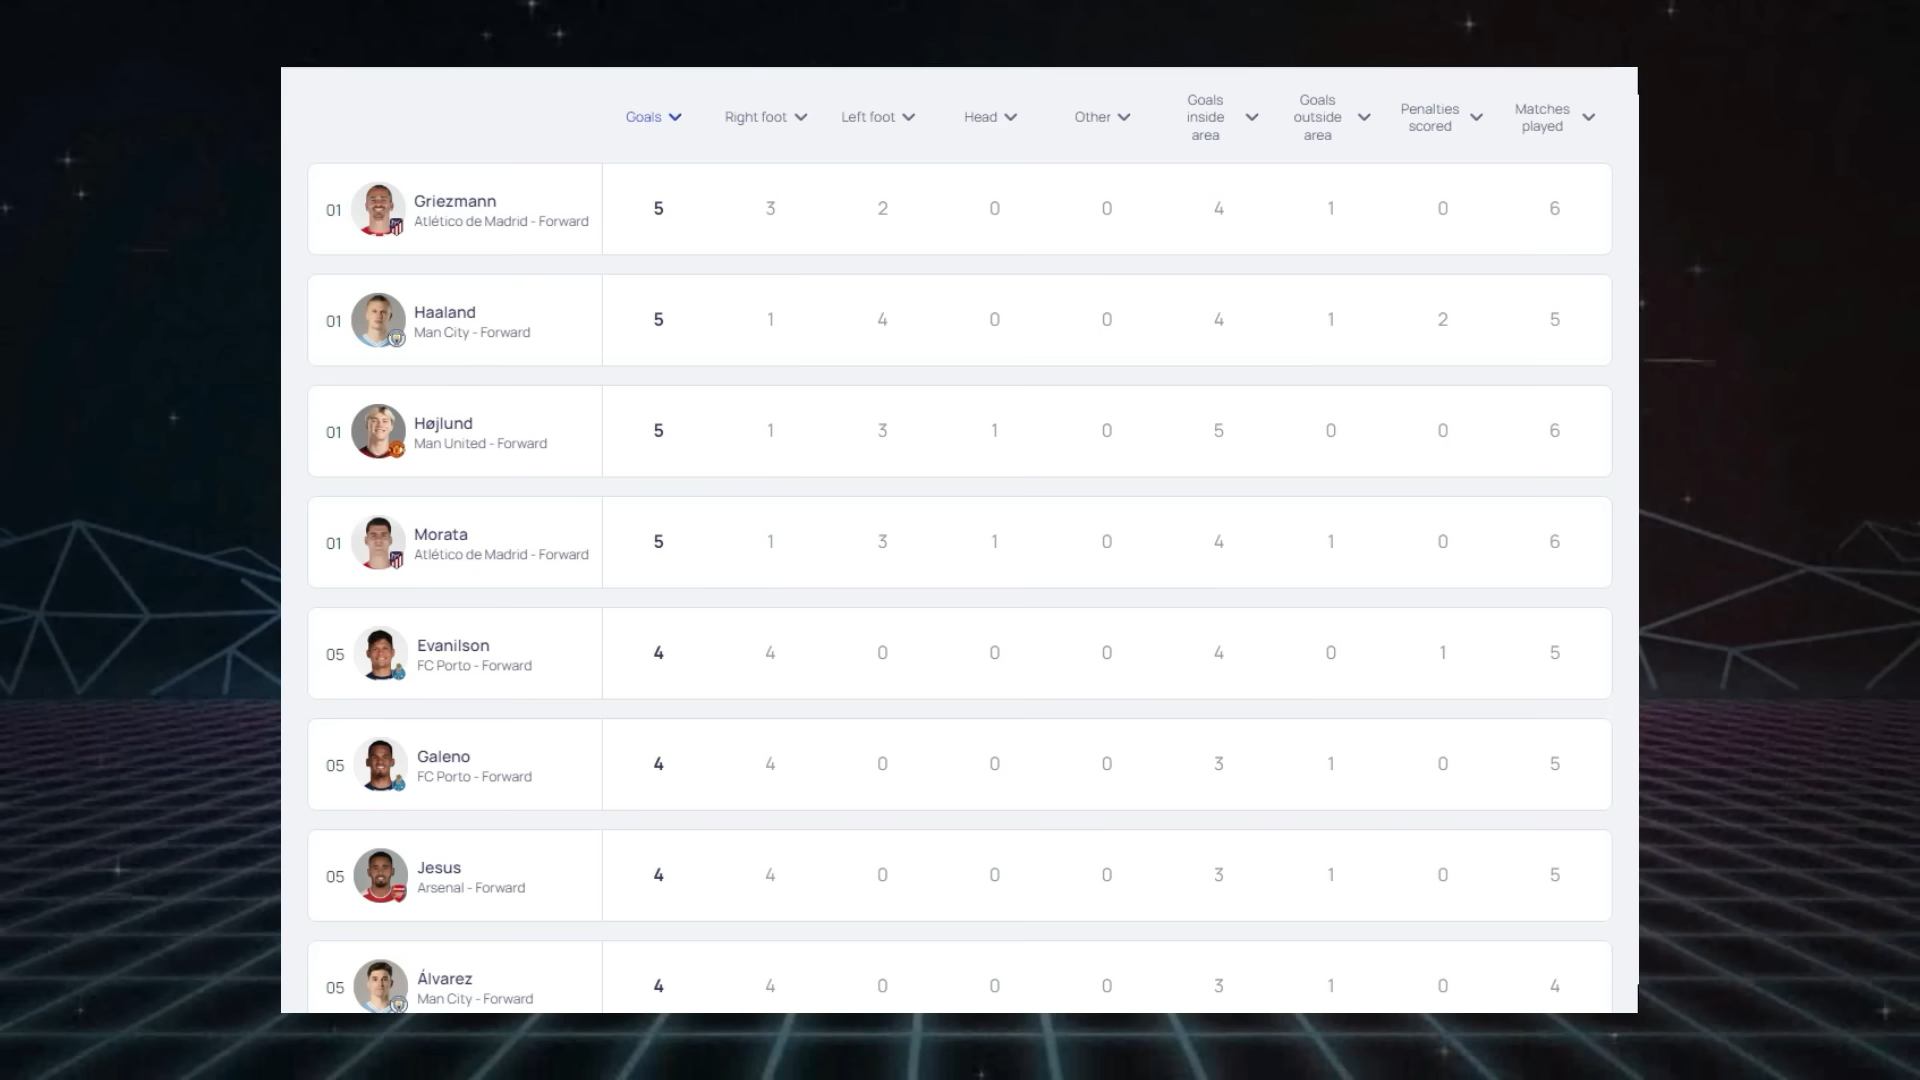 Goals Right foot Left foot Head Other Goals inside area Goals outside area Penalties scored Matches played
01 Griezmann 5 3 2 0 0 4 1 0 6
Atlético de Madrid - Forward
01 Haaland 5 1 4 0 0 4 1 2 5
Man City - Forward
01 Højlund 5 1 3 1 0 5 0 0 6
Man United - Forward
01 Morata 5 1 3 1 0 4 1 0 6
Atlético de Madrid - Forward
05 Evanilson 4 4 0 0 0 4 0 1 5
FC Porto - Forward
05 Galeno 4 4 0 0 0 3 1 0 5
FC Porto - Forward
05 Jesus 4 4 0 0 0 3 1 0 5
Arsenal - Forward
05 Álvarez 4 4 0 0 0 3 1 0 4
Man City - Forward